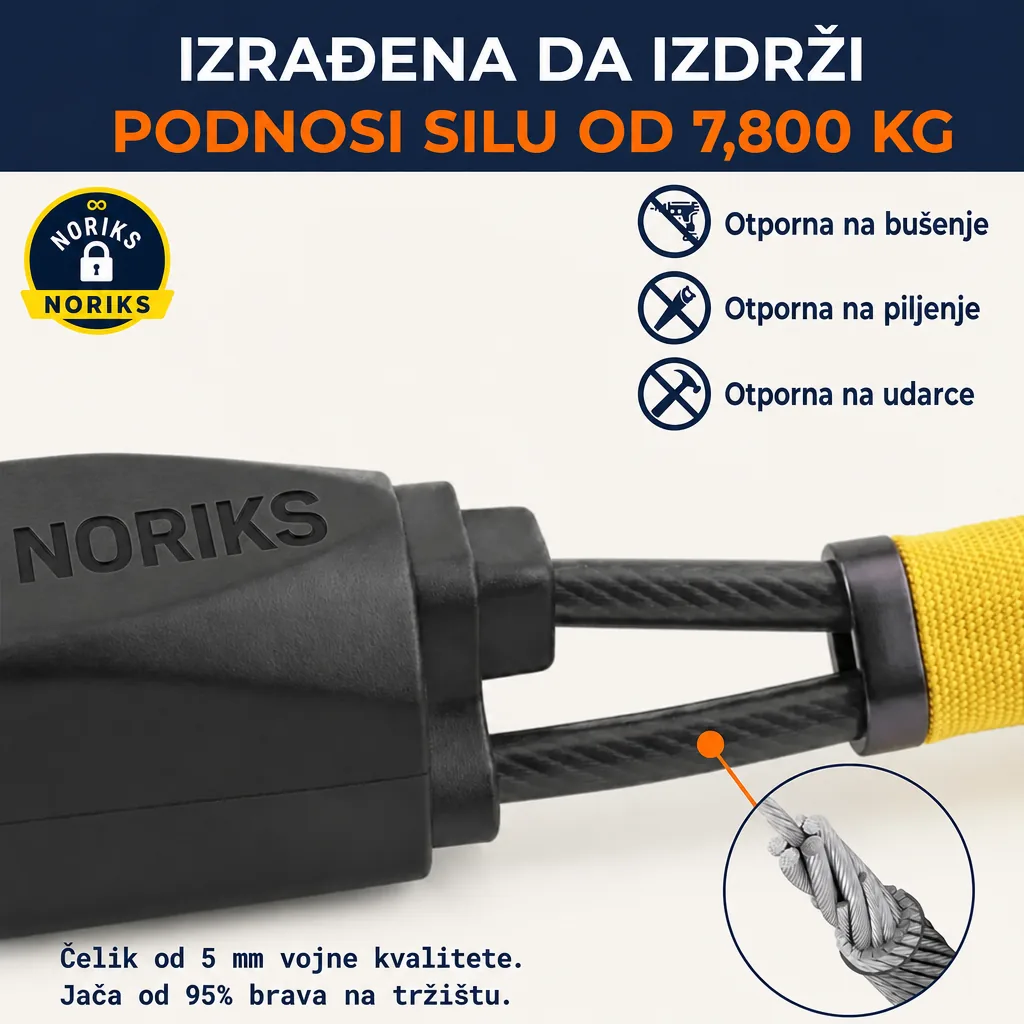 IZRAĐENA DA IZDRŽI
PODNOSI SILU OD 7,800 KG
NORIKS
NORIKS
Otporna na bušenje
Otporna na piljenje
Otporna na udarce
NORIKS
Čelik od 5 mm vojne kvalitete.
Jača od 95% brava na tržištu.